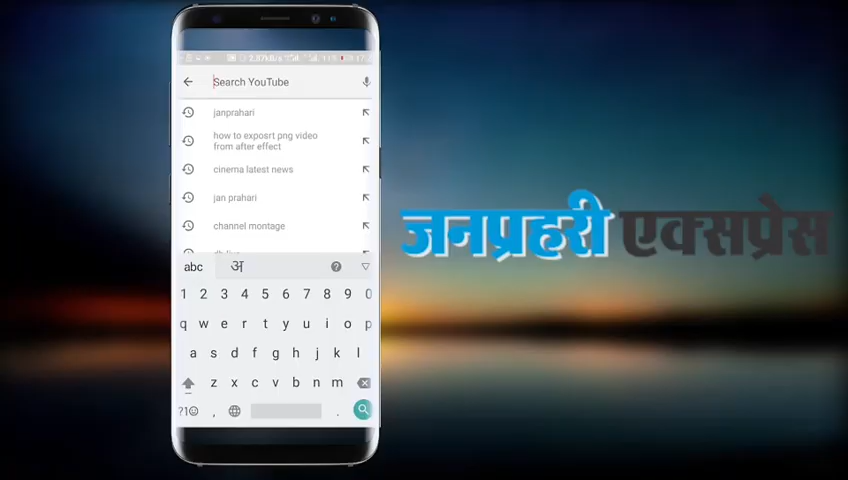 Search YouTube
janprahari
how to exposrt png video
from after effect
cinema latest news
jan prahari
channel montage
abc अ
1 2 3 4 5 6 7 8 9 0
q w e r t y u i o p
a s d f g h j k l
z x c v b n m
?1 , .
जनप्रहरी एक्सप्रेस